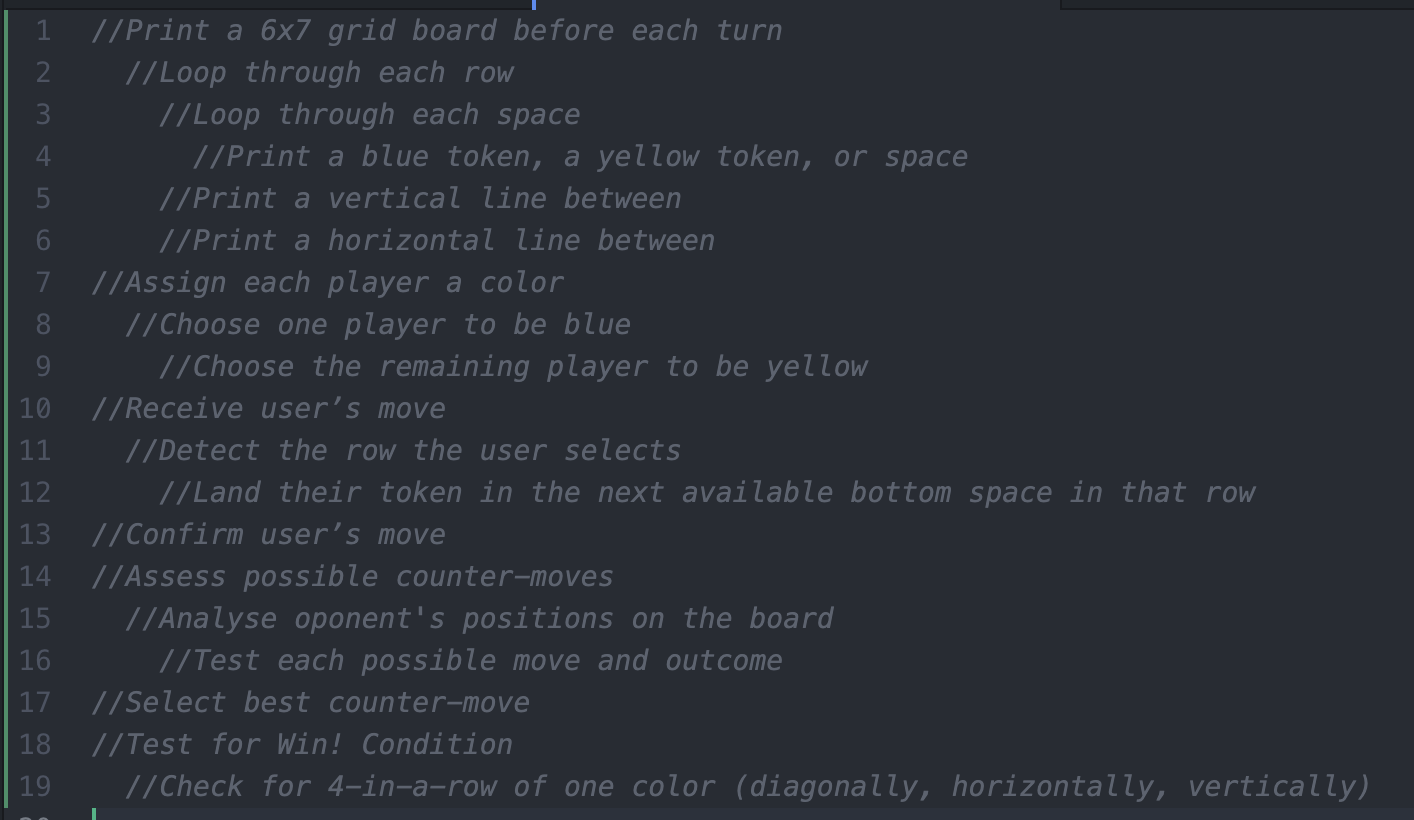 1 //Print a 6x7 grid board before each turn
2 //Loop through each row
3 //Loop through each space
4 //Print a blue token, a yellow token, or space
5 //Print a vertical line between
6 //Print a horizontal line between
7 //Assign each player a color
8 //Choose one player to be blue
9 //Choose the remaining player to be yellow
10 //Receive user’s move
11 //Detect the row the user selects
12 //Land their token in the next available bottom space in that row
13 //Confirm user’s move
14 //Assess possible counter-moves
15 //Analyse oponent's positions on the board
16 //Test each possible move and outcome
17 //Select best counter-move
18 //Test for Win! Condition
19 //Check for 4-in-a-row of one color (diagonally, horizontally, vertically)